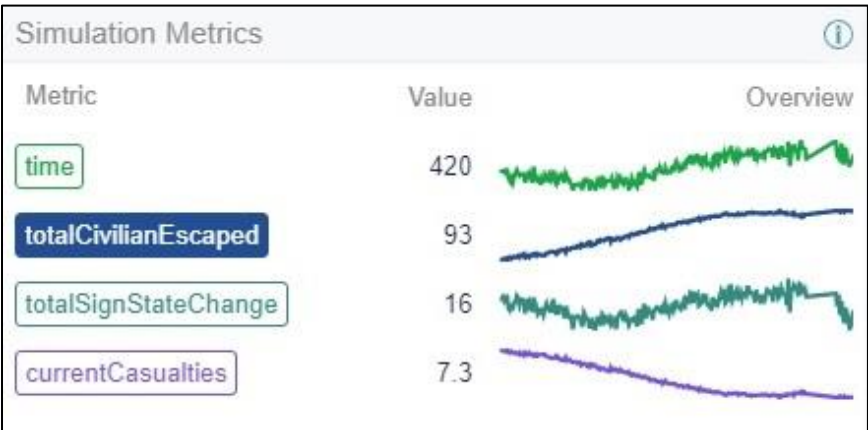 Simulation Metrics
Metric Value Overview
time 420
totalCivilianEscaped 93
totalSignStateChange 16
currentCasualties 7.3